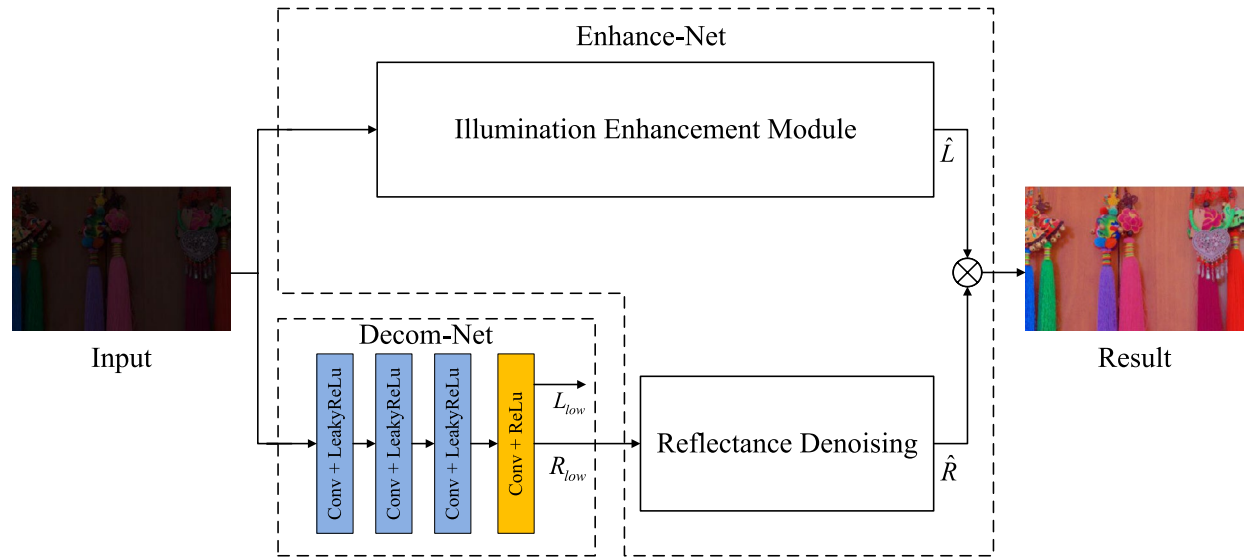 Enhance-Net
Illumination Enhancement Module
L̂
Input
Result
Decom-Net
Conv + LeakyReLu
Conv + LeakyReLu
Conv + LeakyReLu
Conv + ReLu
L_low
R_low
Reflectance Denoising
R̂